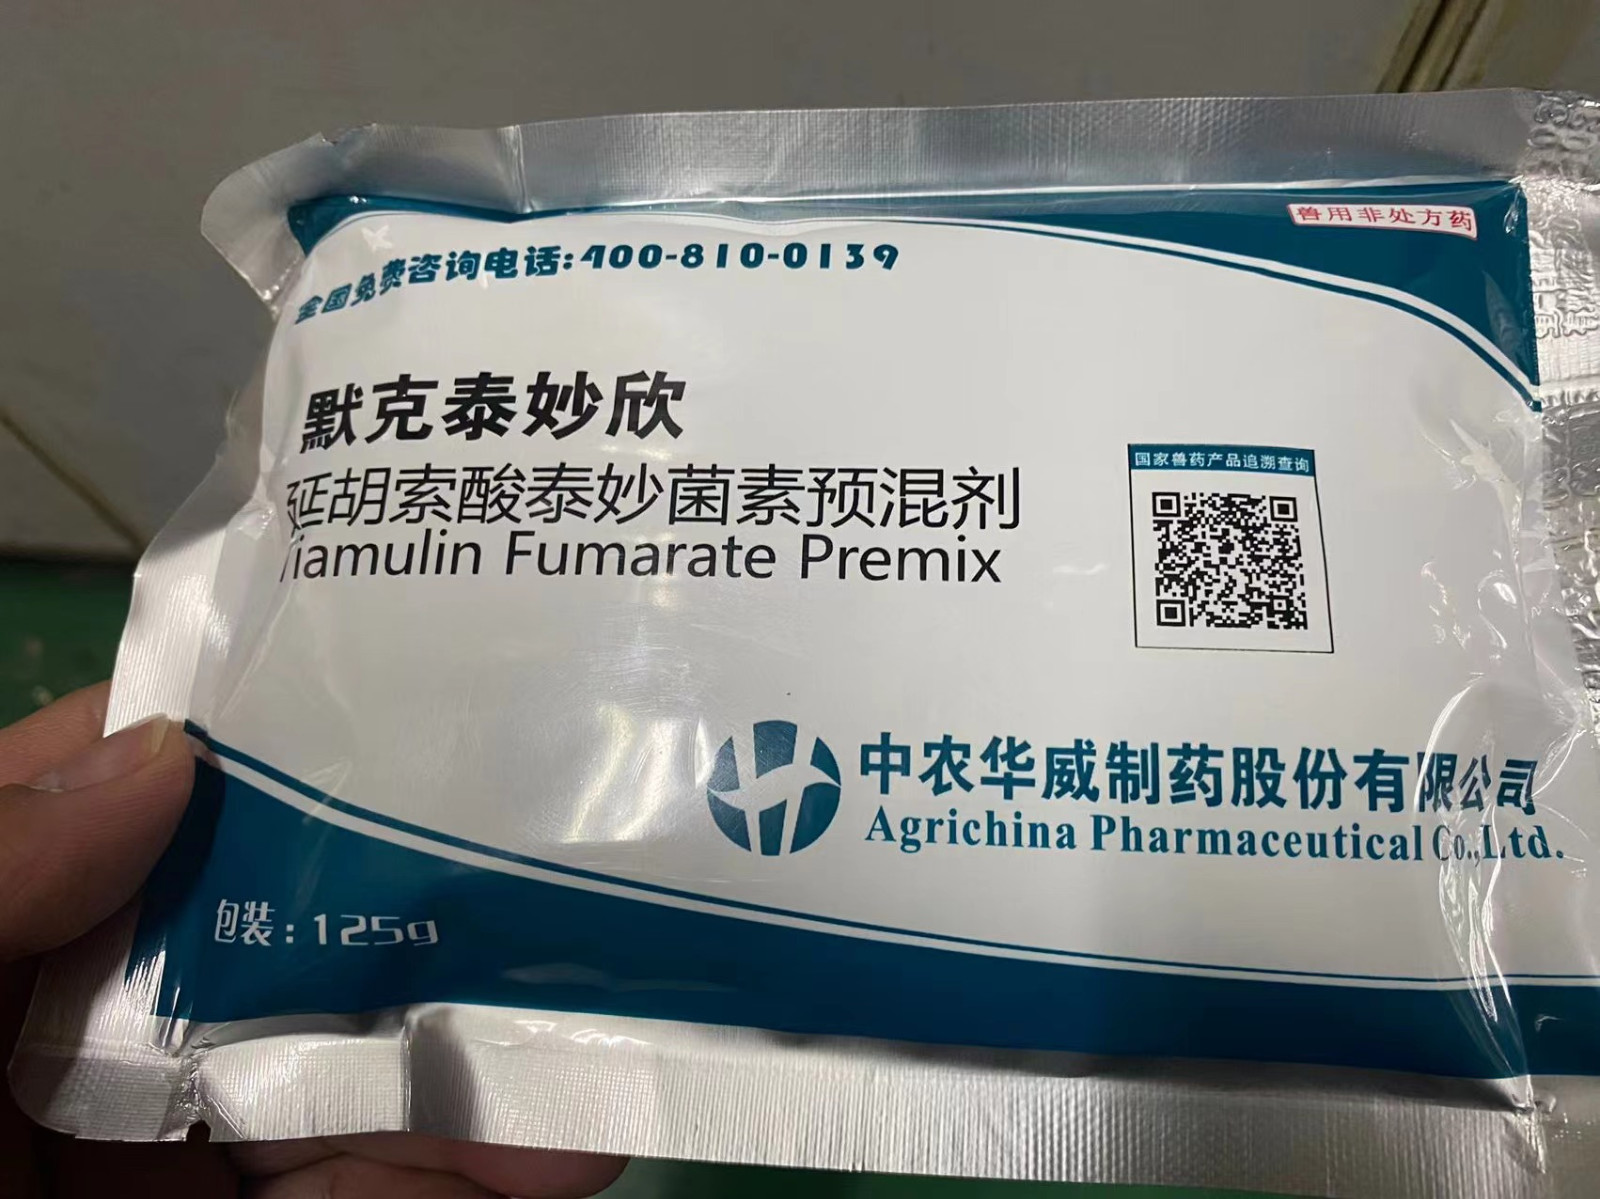 兽用非处方药
全国免费咨询电话:400-810-0139
默克泰妙欣
延胡索酸泰妙菌素预混剂
Tiamulin Fumarate Premix
国家兽药产品追溯查询
中农华威制药股份有限公司
Agrichina Pharmaceutical Co.,Ltd.
包装:125g